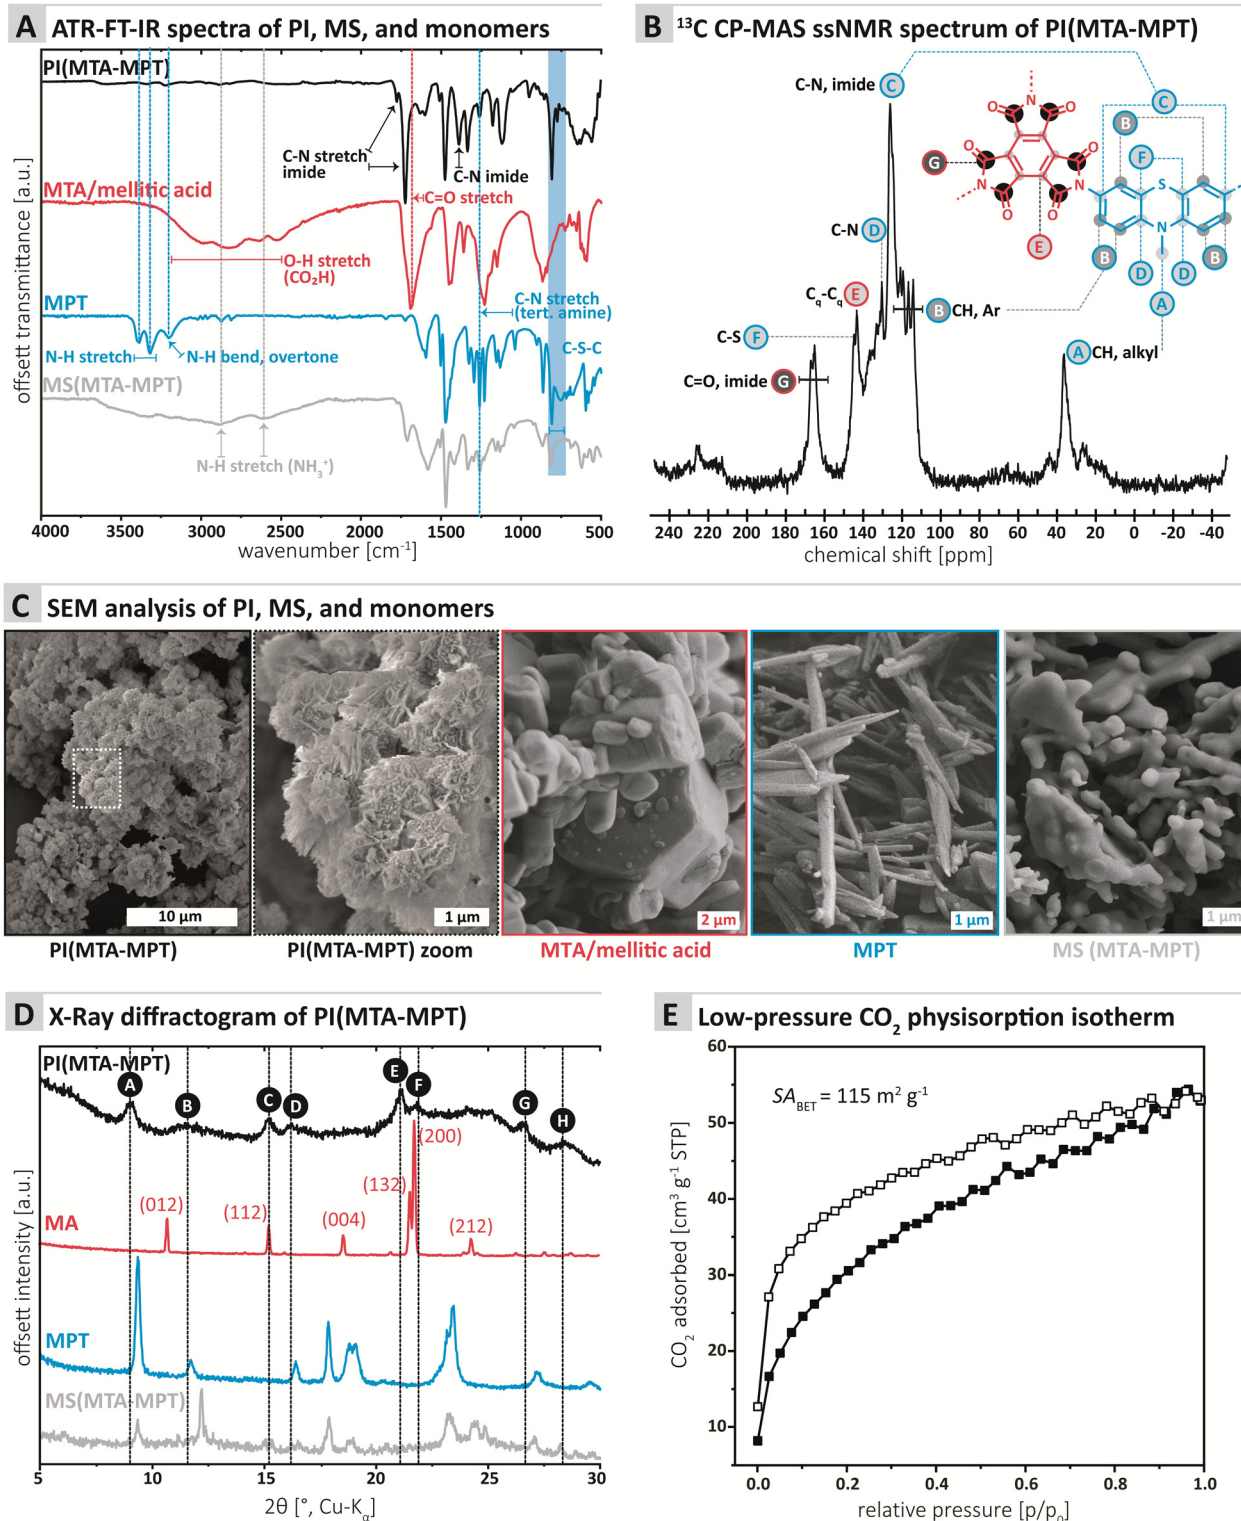 A ATR-FT-IR spectra of PI, MS, and monomers
PI(MTA-MPT)
C-N stretch
imide
C-N imide
MTA/mellitic acid
C=O stretch
O-H stretch
(CO₂H)
MPT
C-N stretch
(tert. amine)
N-H stretch
N-H bend, overtone
C-S-C
MS(MTA-MPT)
N-H stretch (NH₃⁺)
offsett transmittance [a.u.]
4000 3500 3000 2500 2000 1500 1000 500
wavenumber [cm⁻¹]
B ¹³C CP-MAS ssNMR spectrum of PI(MTA-MPT)
C-N, imide C
C
B
F
G
C-N D
E
B
B
D
D
A
Cq-Cq E
B CH, Ar
C-S F
A CH, alkyl
C=O, imide G
O N O
O O
N N
O O
S
N
240 220 200 180 160 140 120 100 80 60 40 20 0 -20 -40
chemical shift [ppm]
C SEM analysis of PI, MS, and monomers
10 µm
1 µm
2 µm
1 µm
1 µm
PI(MTA-MPT)
PI(MTA-MPT) zoom
MTA/mellitic acid
MPT
MS (MTA-MPT)
D X-Ray diffractogram of PI(MTA-MPT)
PI(MTA-MPT)
A B C D E F G H
(200)
(132)
(012)
(112)
(004)
(212)
MA
MPT
MS(MTA-MPT)
offsett intensity [a.u.]
5 10 15 20 25 30
2θ [°, Cu-Kα]
E Low-pressure CO₂ physisorption isotherm
SA_BET = 115 m² g⁻¹
60
50
40
30
20
10
CO₂ adsorbed [cm³ g⁻¹ STP]
0.0 0.2 0.4 0.6 0.8 1.0
relative pressure [p/p₀]